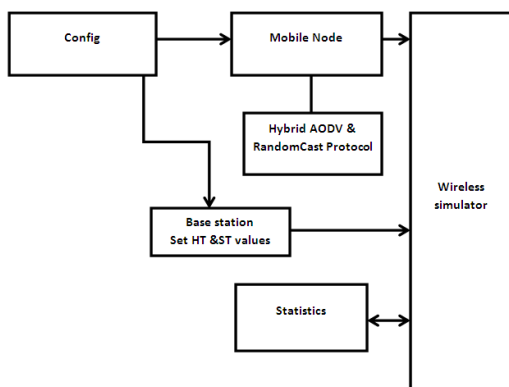 Config
Mobile Node
Hybrid AODV &
RandomCast Protocol
Wireless
simulator
Base station
Set HT &ST values
Statistics